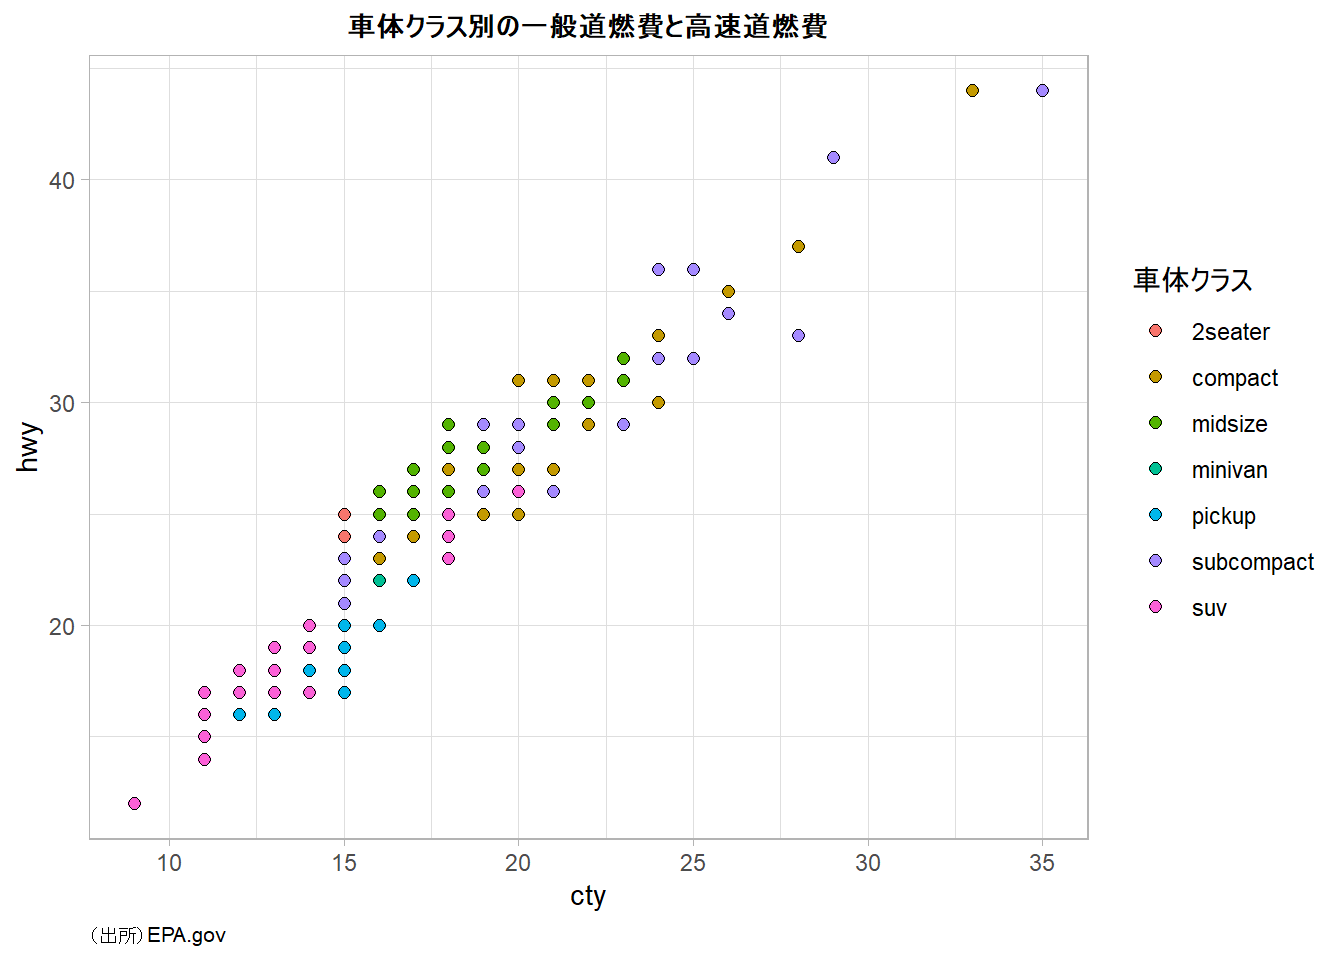 車体クラス別の一般道燃費と高速道燃費
hwy
40
30
20
10 15 20 25 30 35
cty
車体クラス
2seater
compact
midsize
minivan
pickup
subcompact
suv
（出所）EPA.gov